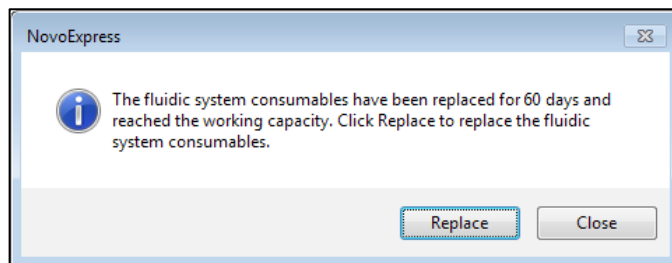 NovoExpress
The fluidic system consumables have been replaced for 60 days and
reached the working capacity. Click Replace to replace the fluidic
system consumables.
Replace
Close